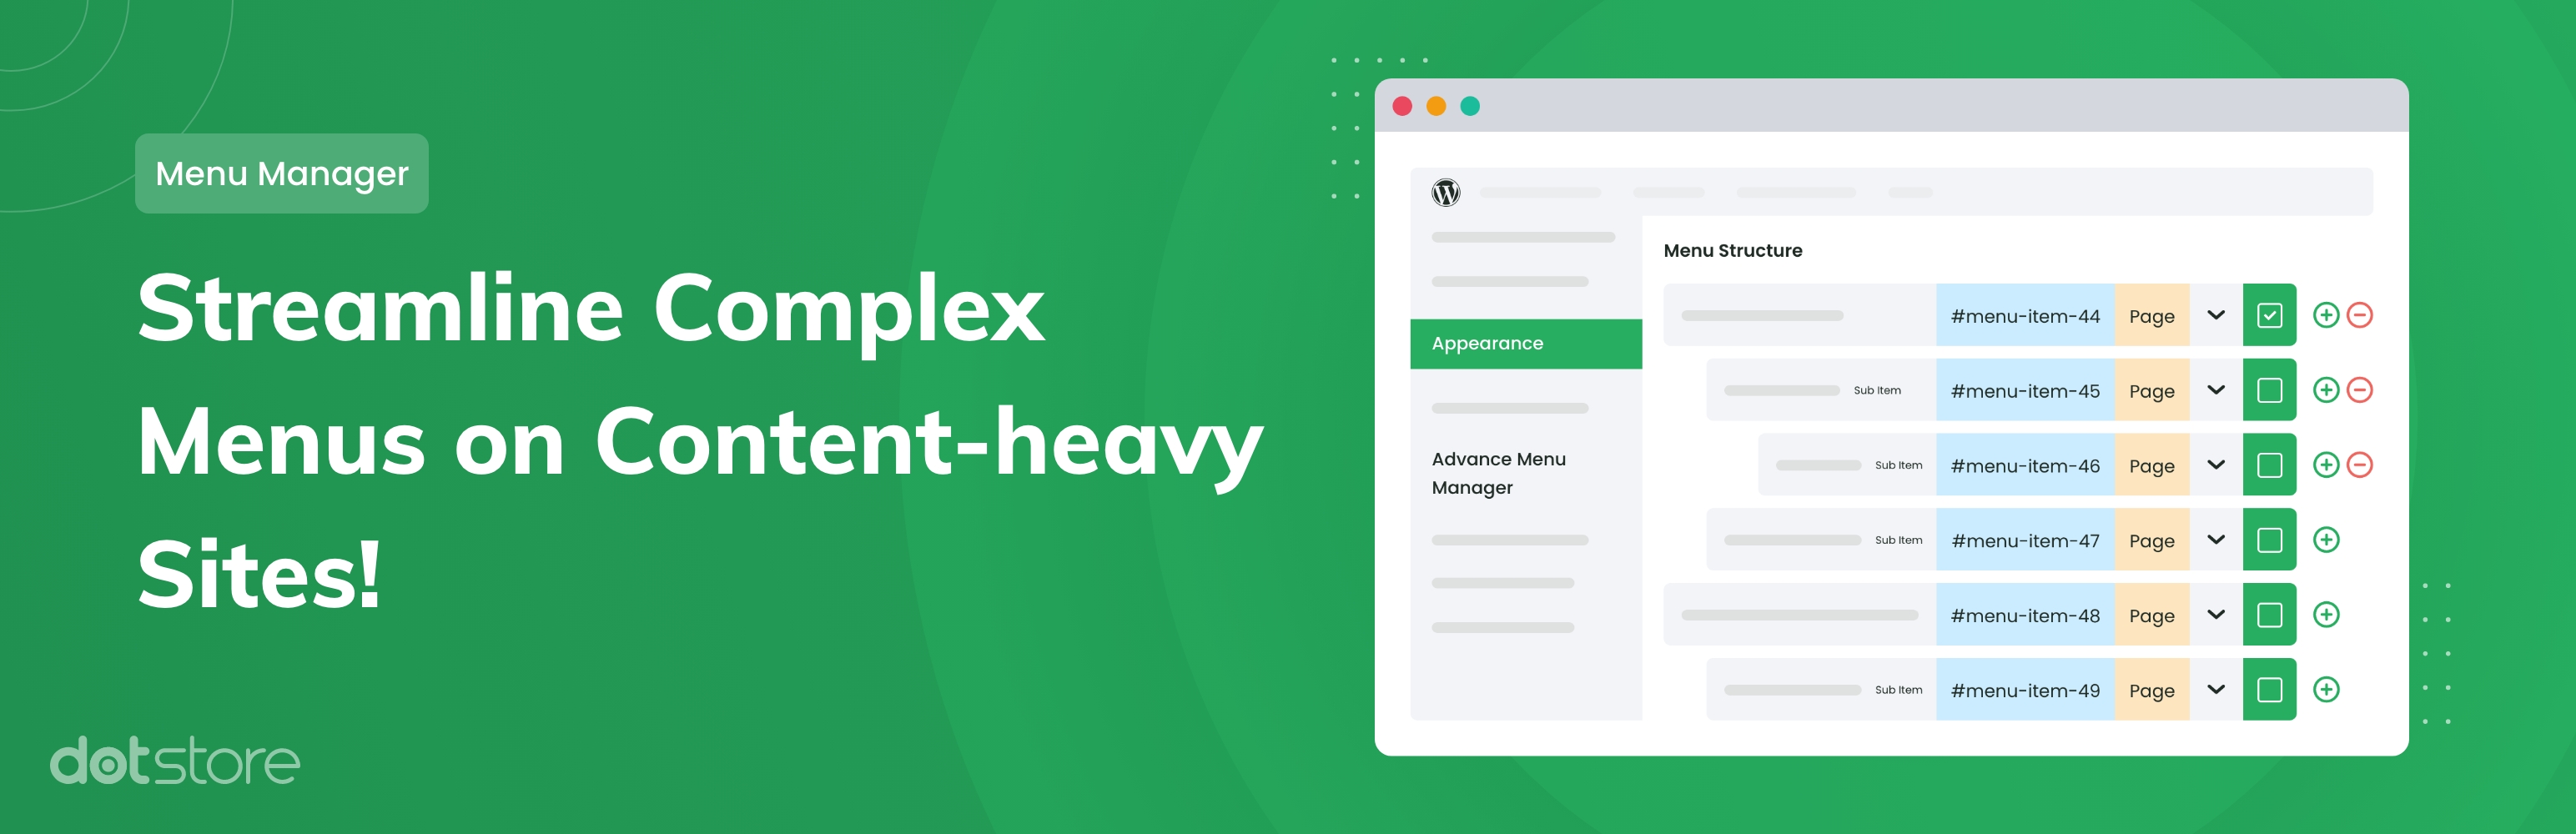 Menu Manager
Streamline Complex
Menus on Content-heavy
Sites!
dotstore
Appearance
Advance Menu
Manager
Menu Structure
#menu-item-44 Page
Sub Item #menu-item-45 Page
Sub Item #menu-item-46 Page
Sub Item #menu-item-47 Page
#menu-item-48 Page
Sub Item #menu-item-49 Page